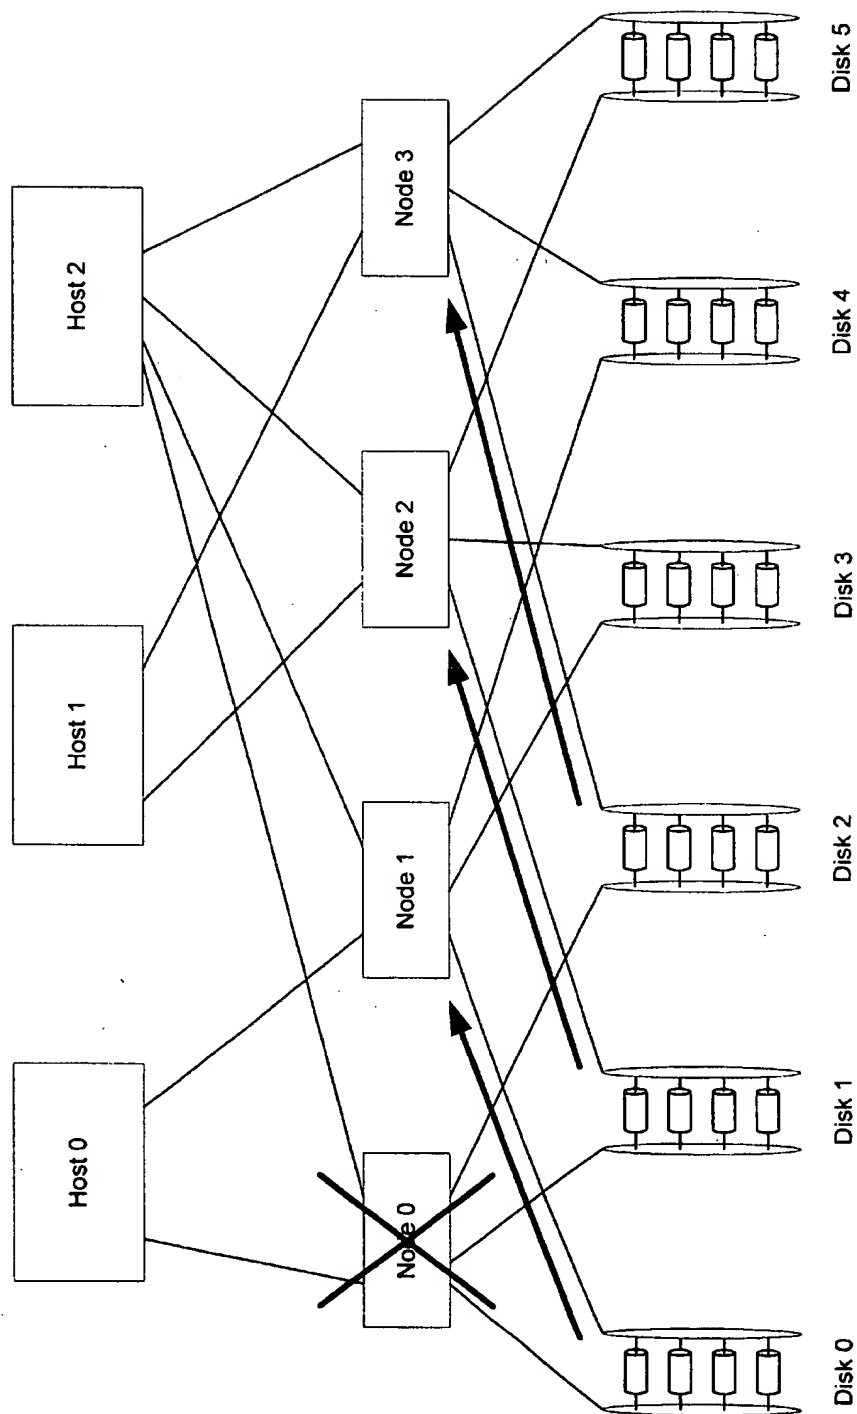 Host 0
Host 1
Host 2
Node 0
Node 1
Node 2
Node 3
Disk 0
Disk 1
Disk 2
Disk 3
Disk 4
Disk 5